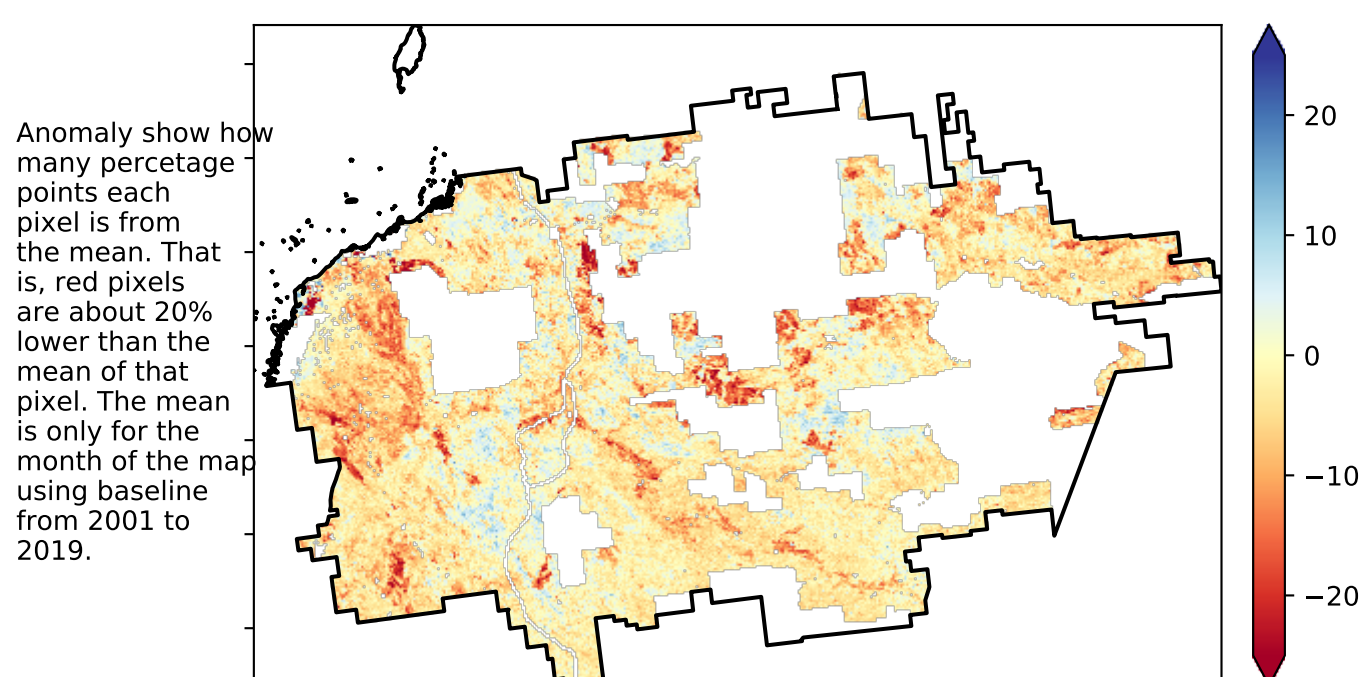 Anomaly show how
many percetage
points each
pixel is from
the mean. That
is, red pixels
are about 20%
lower than the
mean of that
pixel. The mean
is only for the
month of the map
using baseline
from 2001 to
2019.
20
10
0
−10
−20